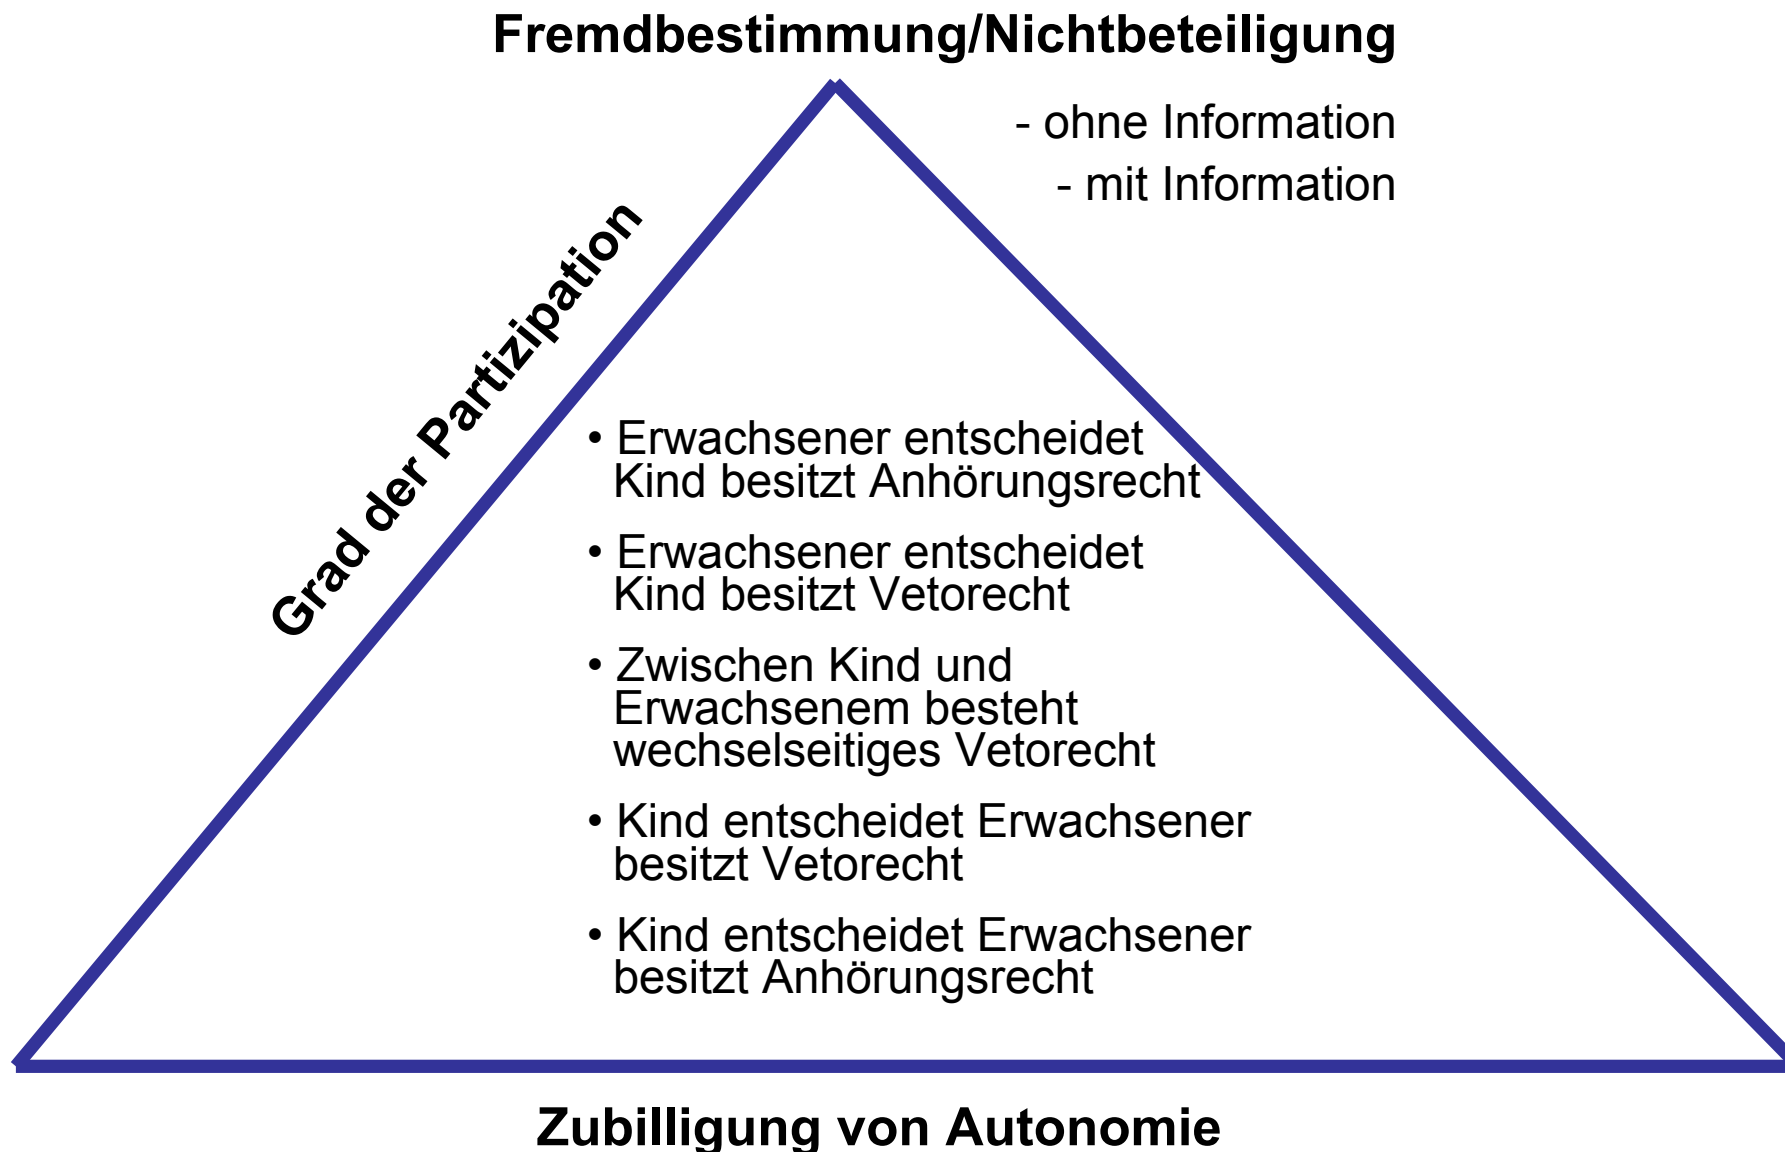 Fremdbestimmung/Nichtbeteiligung
- ohne Information
- mit Information
Grad der Partizipation
• Erwachsener entscheidet
Kind besitzt Anhörungsrecht
• Erwachsener entscheidet
Kind besitzt Vetorecht
• Zwischen Kind und
Erwachsenem besteht
wechselseitiges Vetorecht
• Kind entscheidet Erwachsener
besitzt Vetorecht
• Kind entscheidet Erwachsener
besitzt Anhörungsrecht
Zubilligung von Autonomie